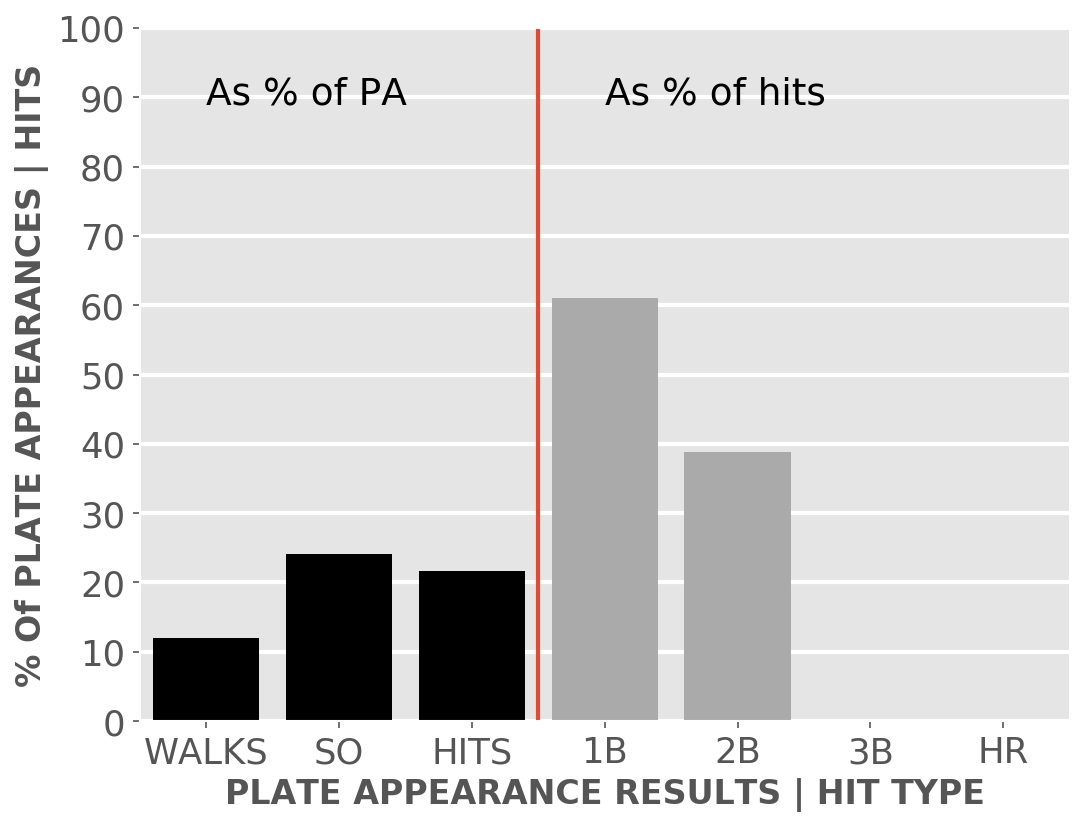 % Of PLATE APPEARANCES | HITS
100
90
80
70
60
50
40
30
20
10
0
As % of PA
As % of hits
WALKS SO HITS 1B 2B 3B HR
PLATE APPEARANCE RESULTS | HIT TYPE